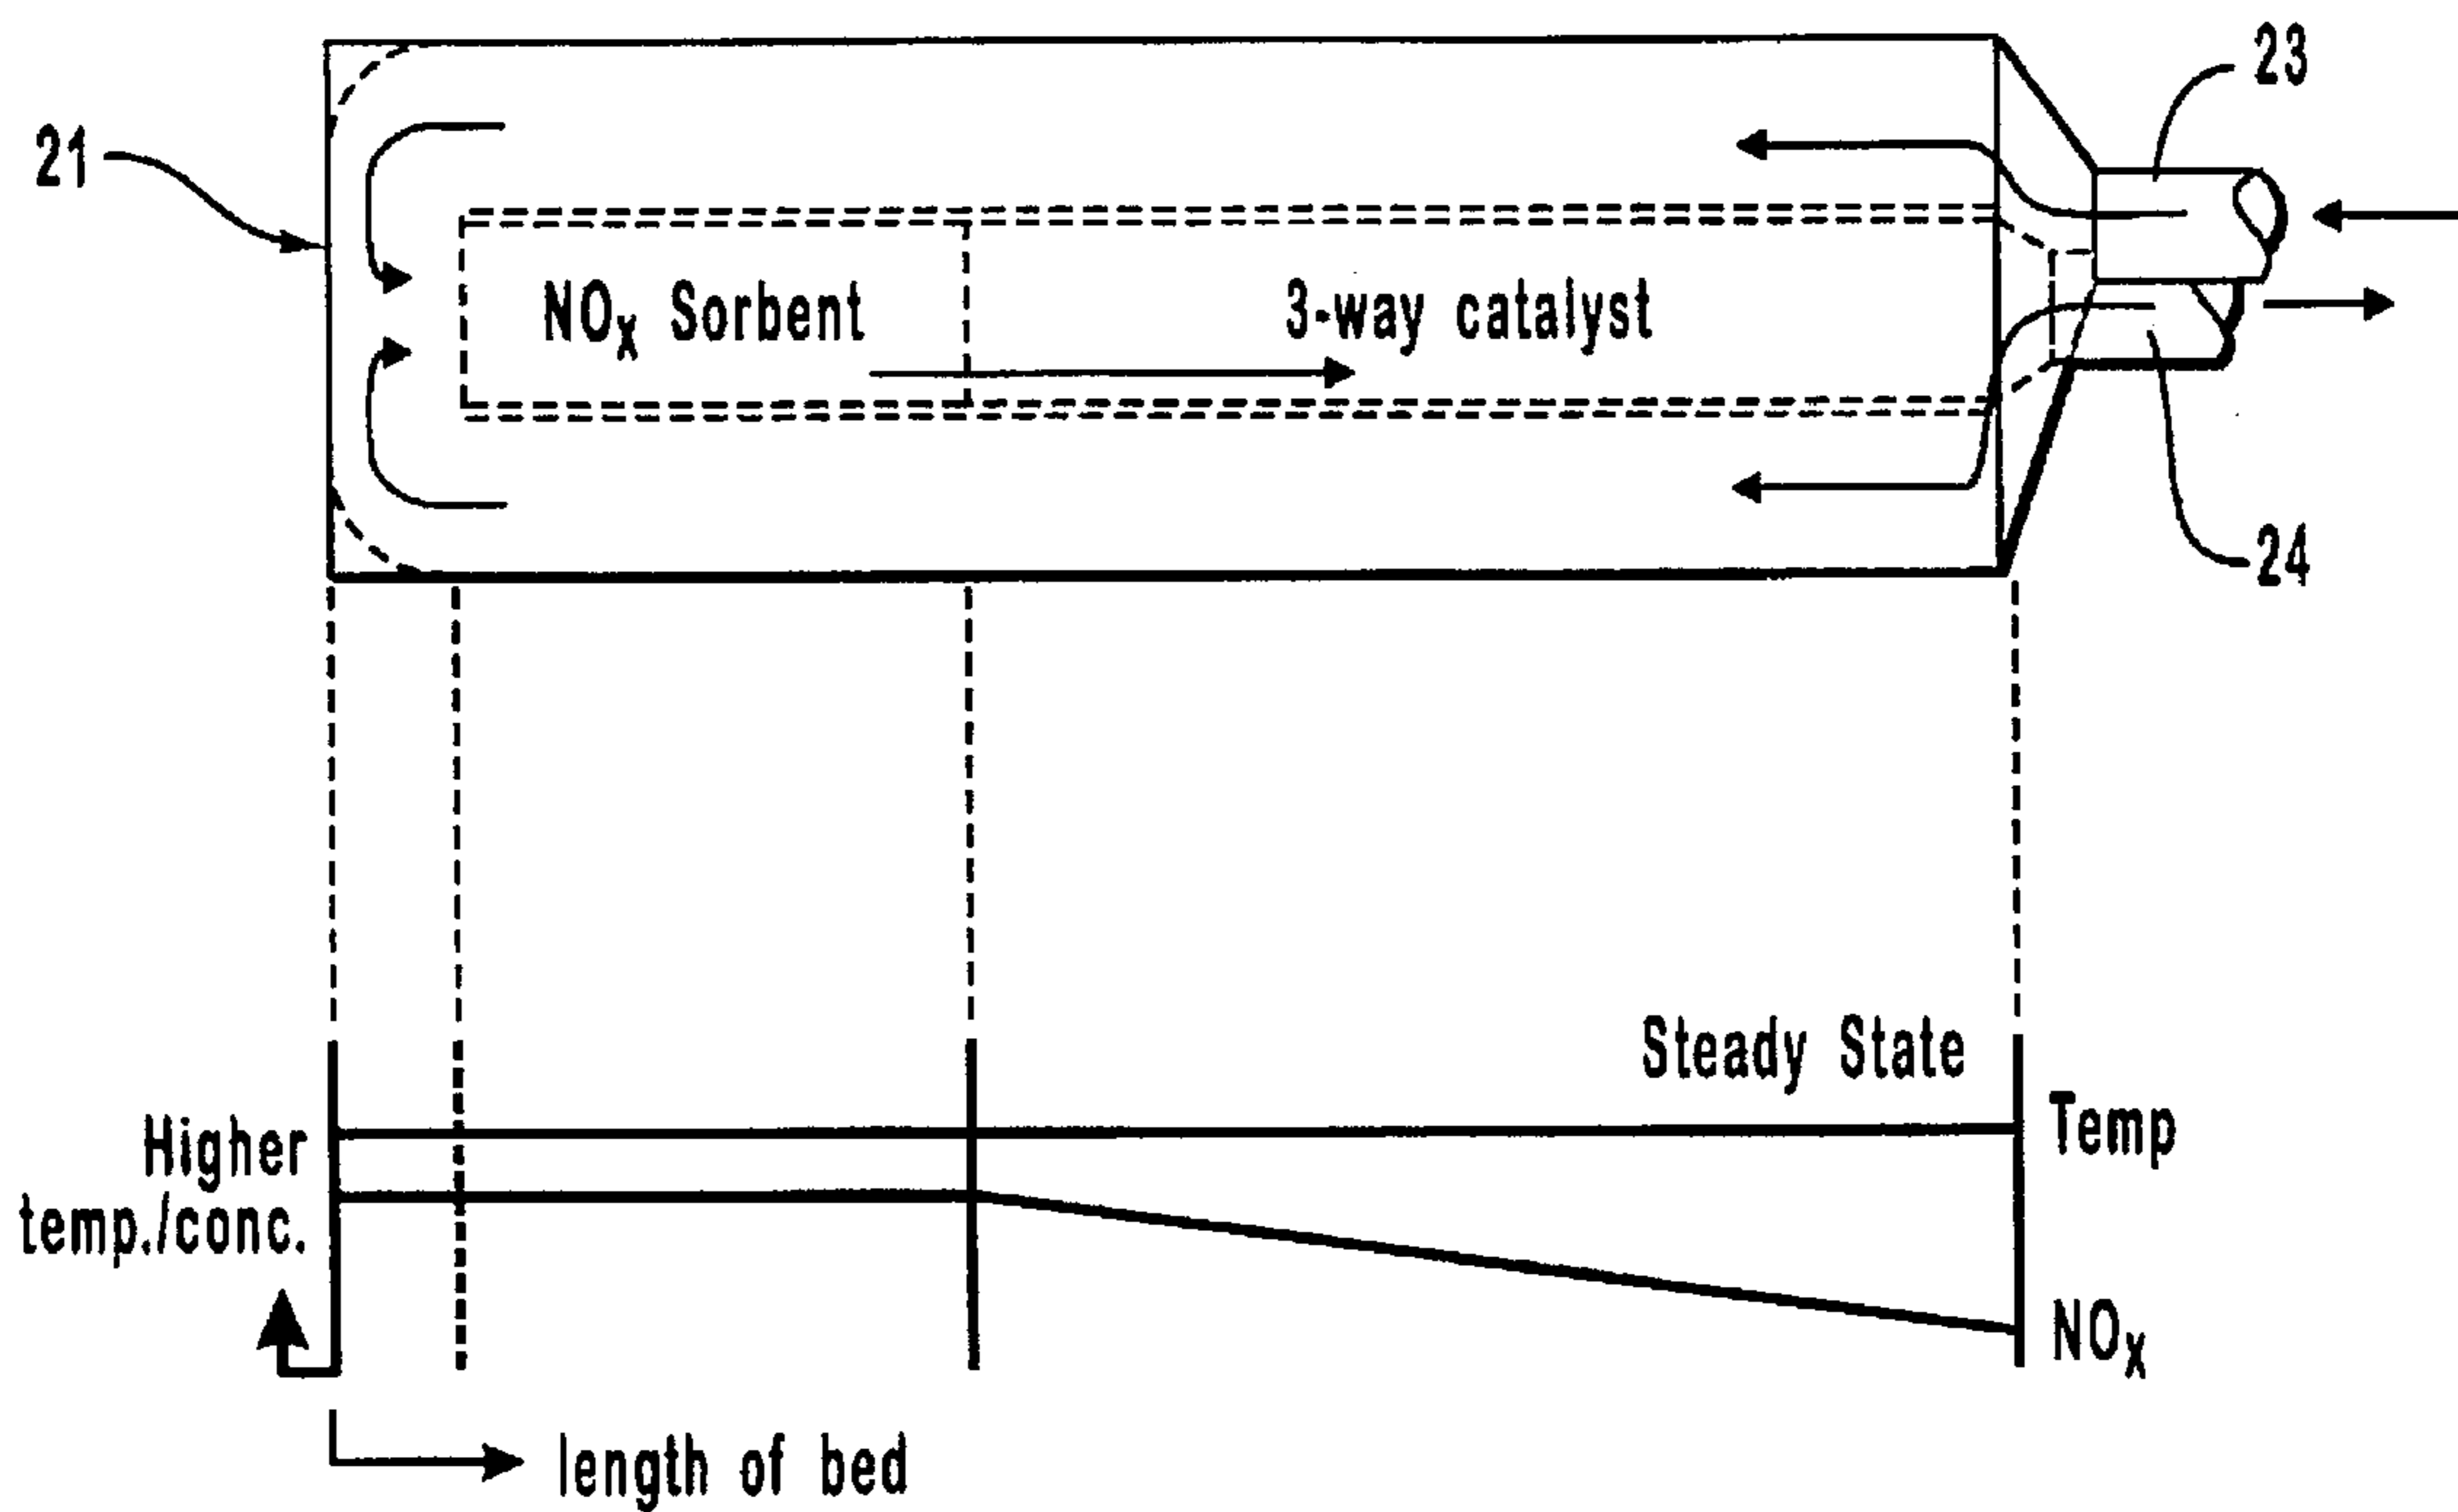 23
21
NOX Sorbent
3-way catalyst
24
Steady State
Higher
temp./conc.
Temp
NOX
length of bed